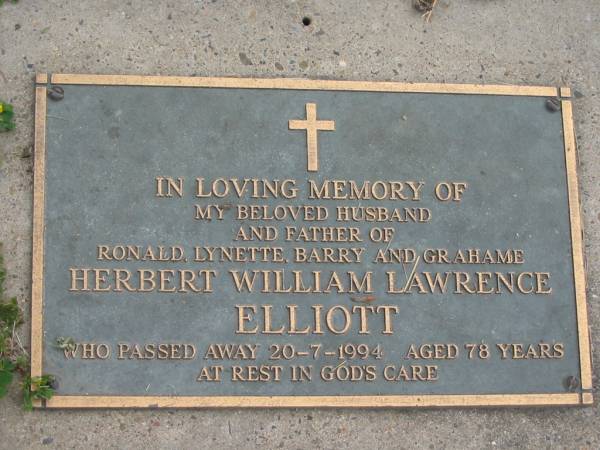 IN LOVING MEMORY OF
MY BELOVED HUSBAND
AND FATHER OF
RONALD, LYNETTE, BARRY AND GRAHAME
HERBERT WILLIAM LAWRENCE
ELLIOTT
WHO PASSED AWAY 20-7-1994 AGED 78 YEARS
AT REST IN GOD'S CARE